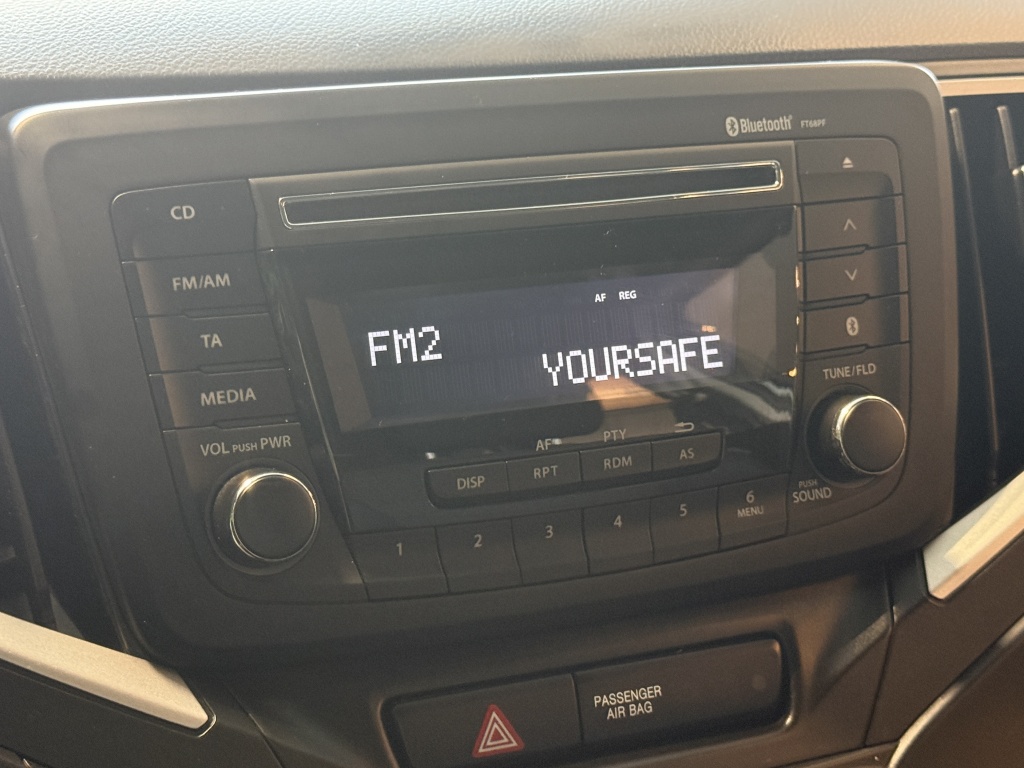 Bluetooth® FT68PF
CD
FM/AM
TA
MEDIA
VOL PUSH PWR
AF REG
FM2
YOURSAFE
AF PTY
DISP RPT RDM AS
1 2 3 4 5 6
MENU
TUNE/FLD
PUSH
SOUND
PASSENGER
AIR BAG